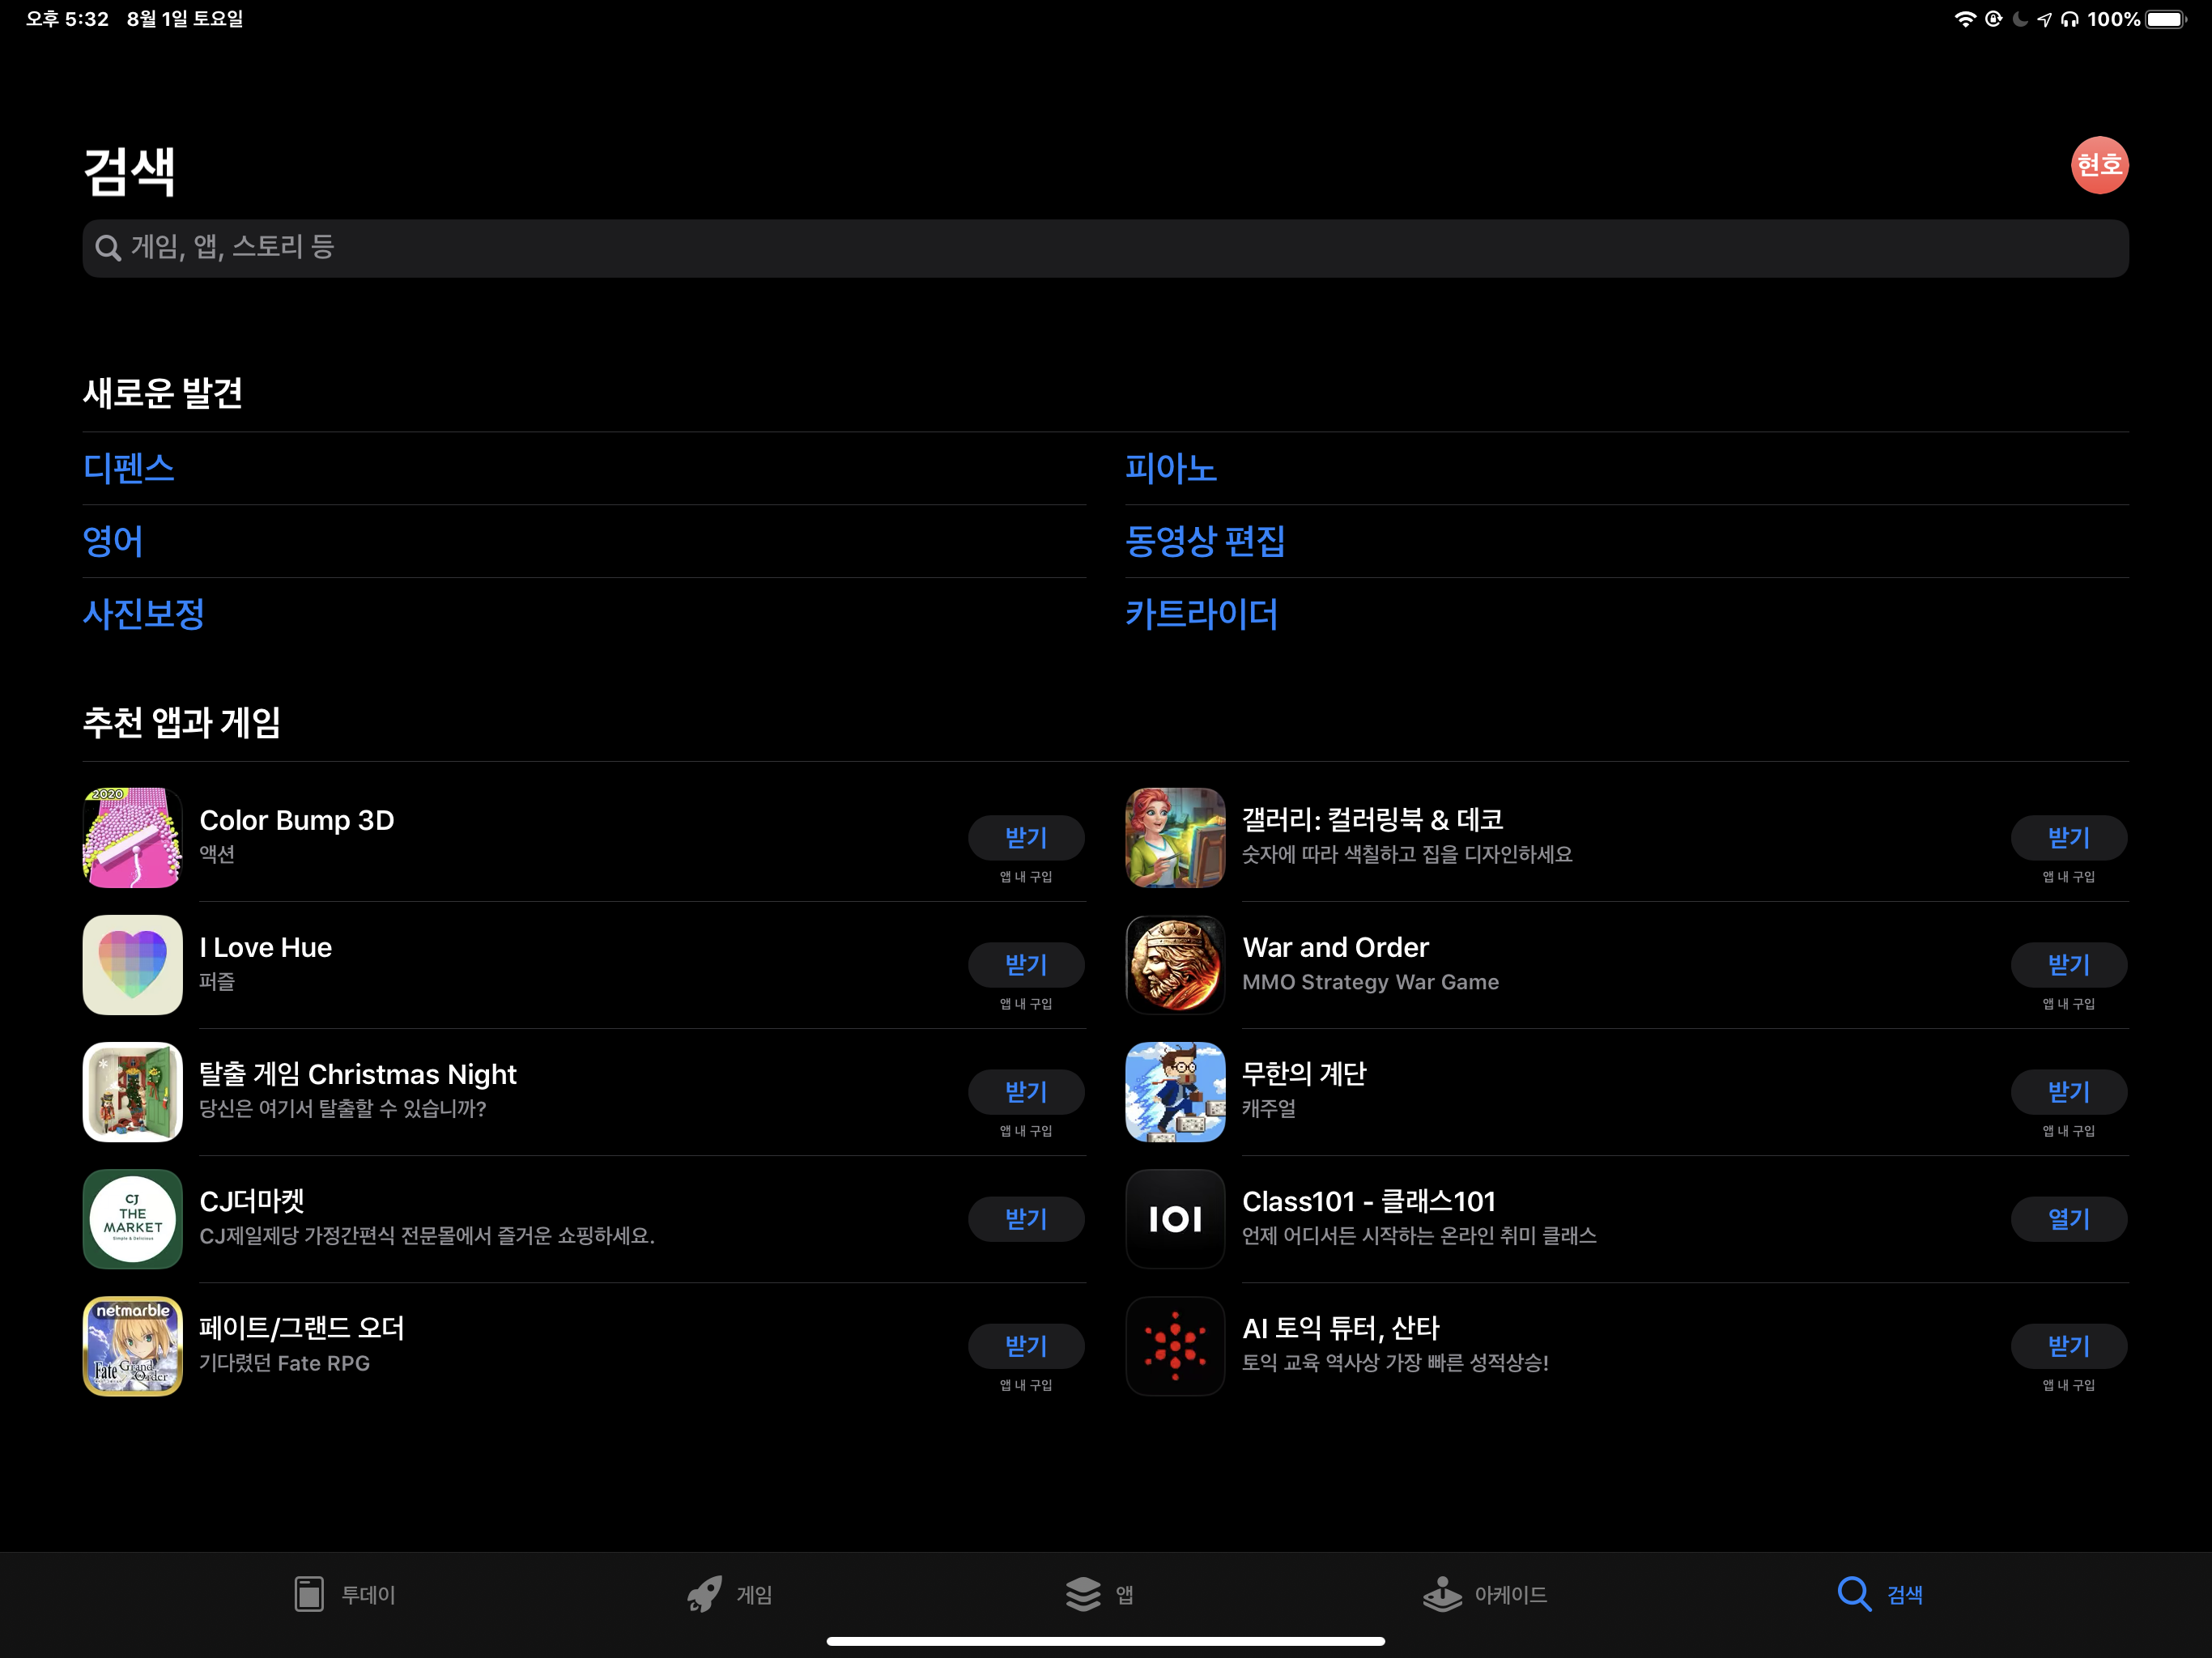 오후 5:32 8월 1일 토요일
100%
검색
현호
게임, 앱, 스토리 등
새로운 발견
디펜스
피아노
영어
동영상 편집
사진보정
카트라이더
추천 앱과 게임
2020
Color Bump 3D
액션
받기
앱 내 구입
갤러리: 컬러링북 & 데코
숫자에 따라 색칠하고 집을 디자인하세요
받기
앱 내 구입
I Love Hue
퍼즐
받기
앱 내 구입
War and Order
MMO Strategy War Game
받기
앱 내 구입
탈출 게임 Christmas Night
당신은 여기서 탈출할 수 있습니까?
받기
앱 내 구입
무한의 계단
캐주얼
받기
앱 내 구입
CJ
THE
MARKET
Simple & Delicious
CJ더마켓
CJ제일제당 가정간편식 전문몰에서 즐거운 쇼핑하세요.
받기
101
Class101 - 클래스101
언제 어디서든 시작하는 온라인 취미 클래스
열기
netmarble
Fate Grand Order
페이트/그랜드 오더
기다렸던 Fate RPG
받기
앱 내 구입
AI 토익 튜터, 산타
토익 교육 역사상 가장 빠른 성적상승!
받기
앱 내 구입
투데이
게임
앱
아케이드
검색